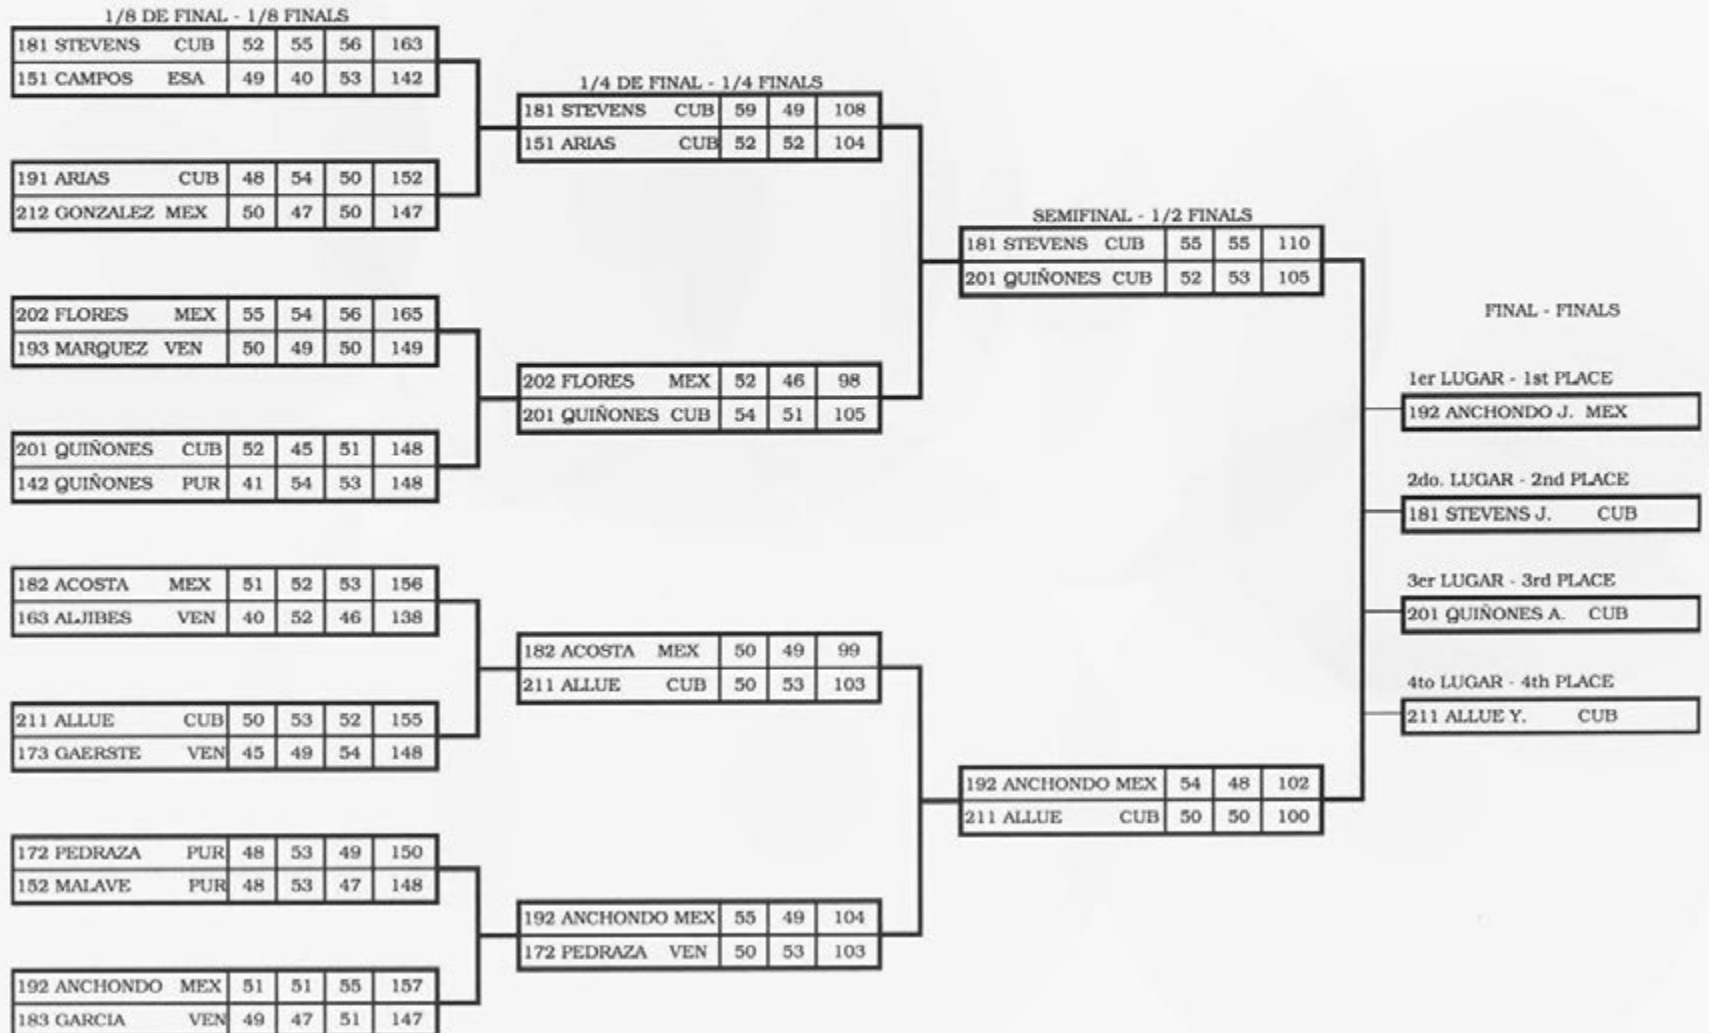 1/8 DE FINAL - 1/8 FINALS
181 STEVENS CUB 52 55 56 163
151 CAMPOS ESA 49 40 53 142
191 ARIAS CUB 48 54 50 152
212 GONZALEZ MEX 50 47 50 147
202 FLORES MEX 55 54 56 165
193 MARQUEZ VEN 50 49 50 149
201 QUIÑONES CUB 52 45 51 148
142 QUIÑONES PUR 41 54 53 148
182 ACOSTA MEX 51 52 53 156
163 ALJIBES VEN 40 52 46 138
211 ALLUE CUB 50 53 52 155
173 GAERSTE VEN 45 49 54 148
172 PEDRAZA PUR 48 53 49 150
152 MALAVE PUR 48 53 47 148
192 ANCHONDO MEX 51 51 55 157
183 GARCIA VEN 49 47 51 147
1/4 DE FINAL - 1/4 FINALS
181 STEVENS CUB 59 49 108
151 ARIAS CUB 52 52 104
202 FLORES MEX 52 46 98
201 QUIÑONES CUB 54 51 105
182 ACOSTA MEX 50 49 99
211 ALLUE CUB 50 53 103
192 ANCHONDO MEX 55 49 104
172 PEDRAZA VEN 50 53 103
SEMIFINAL - 1/2 FINALS
181 STEVENS CUB 55 55 110
201 QUIÑONES CUB 52 53 105
192 ANCHONDO MEX 54 48 102
211 ALLUE CUB 50 50 100
FINAL - FINALS
1er LUGAR - 1st PLACE
192 ANCHONDO J. MEX
2do. LUGAR - 2nd PLACE
181 STEVENS J. CUB
3er LUGAR - 3rd PLACE
201 QUIÑONES A. CUB
4to LUGAR - 4th PLACE
211 ALLUE Y. CUB